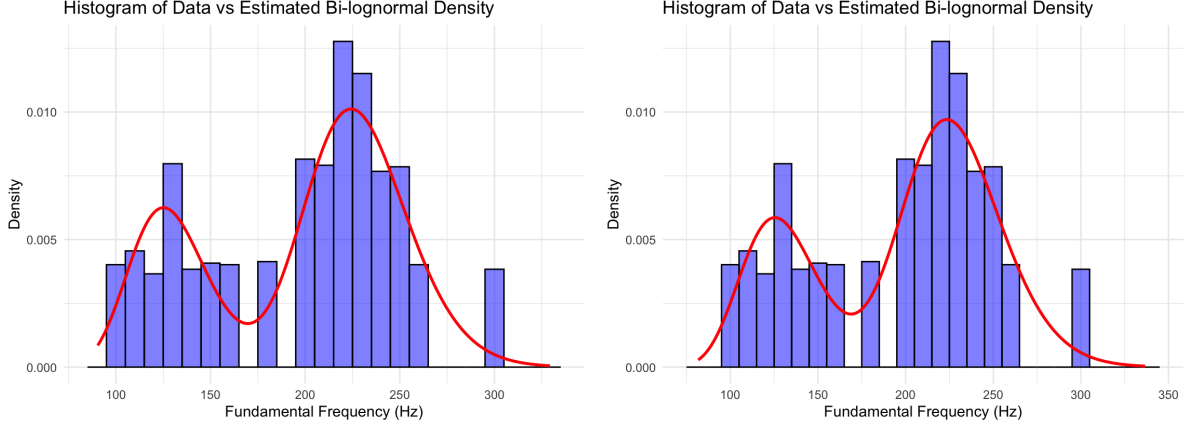 Histogram of Data vs Estimated Bi-lognormal Density
Density
0.010
0.005
0.000
100 150 200 250 300
Fundamental Frequency (Hz)
Histogram of Data vs Estimated Bi-lognormal Density
Density
0.010
0.005
0.000
100 150 200 250 300 350
Fundamental Frequency (Hz)